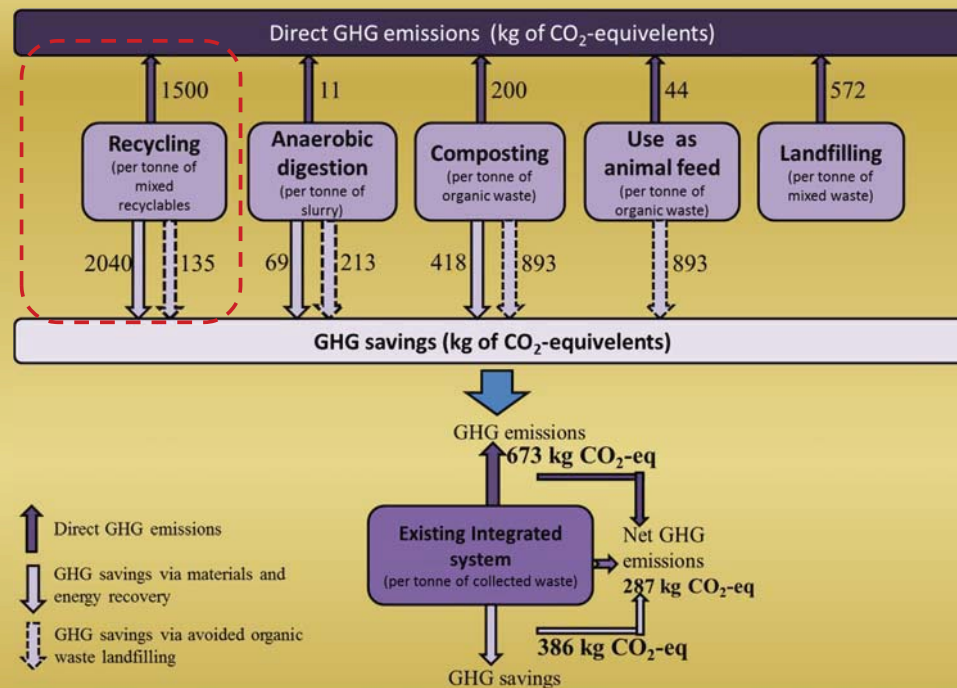 Direct GHG emissions (kg of CO₂-equivelents)
1500
11
200
44
572
Recycling
(per tonne of
mixed
recyclables
Anaerobic
digestion
(per tonne of
slurry)
Composting
(per tonne of
organic waste)
Use as
animal feed
(per tonne of
organic waste)
Landfilling
(per tonne of
mixed waste)
2040
135
69
213
418
893
893
GHG savings (kg of CO₂-equivelents)
GHG emissions
673 kg CO₂-eq
Existing Integrated
system
(per tonne of collected waste)
Net GHG
emissions
287 kg CO₂-eq
386 kg CO₂-eq
GHG savings
Direct GHG emissions
GHG savings via materials and
energy recovery
GHG savings via avoided organic
waste landfilling